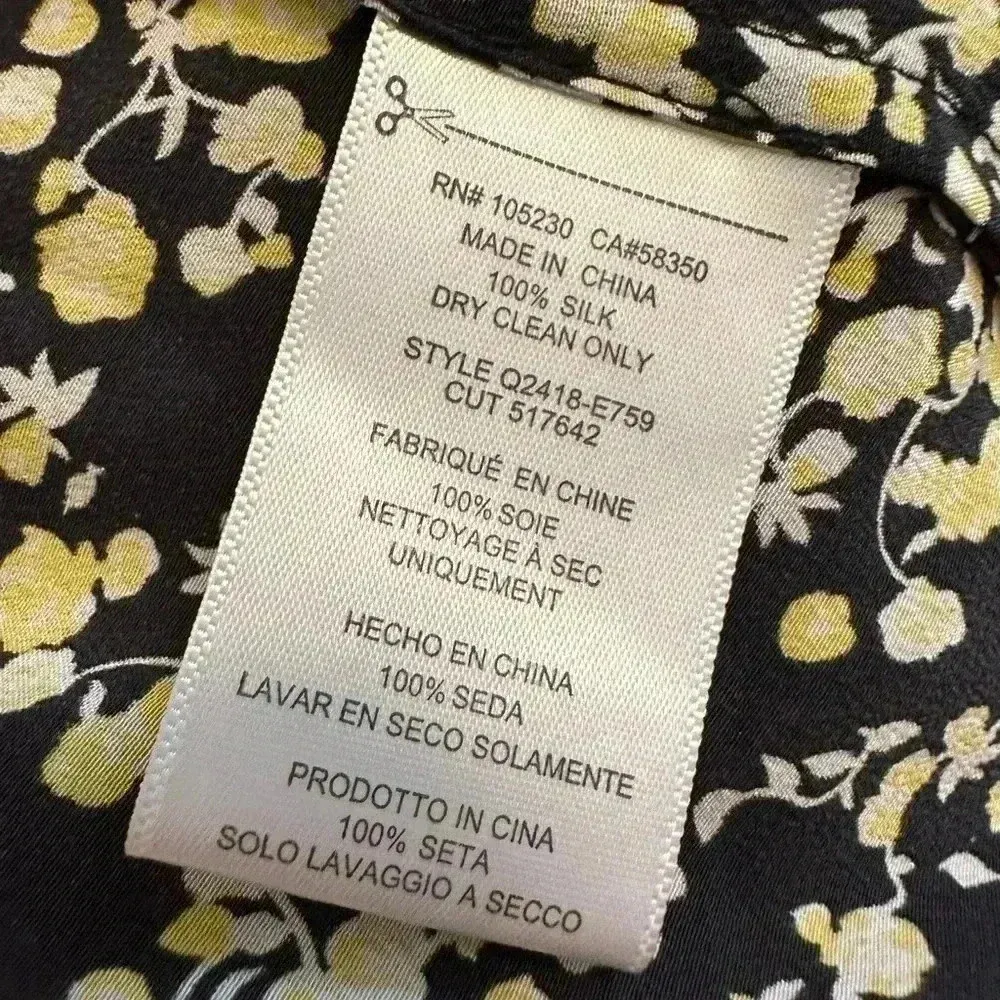 RN# 105230 CA#58350
MADE IN CHINA
100% SILK
DRY CLEAN ONLY
STYLE Q2418-E759
CUT 517642
FABRIQUÉ EN CHINE
100% SOIE
NETTOYAGE À SEC
UNIQUEMENT
HECHO EN CHINA
100% SEDA
LAVAR EN SECO SOLAMENTE
PRODOTTO IN CINA
100% SETA
SOLO LAVAGGIO A SECCO